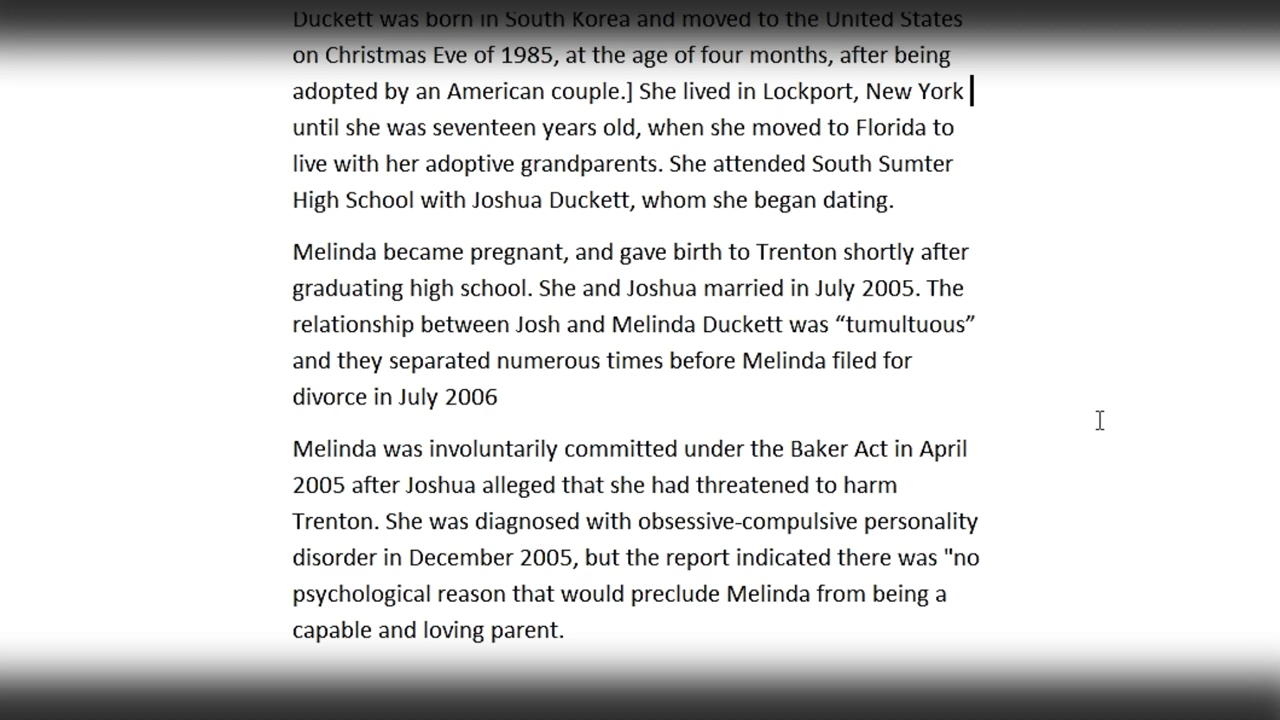 Duckett was born in South Korea and moved to the United States
on Christmas Eve of 1985, at the age of four months, after being
adopted by an American couple.] She lived in Lockport, New York
until she was seventeen years old, when she moved to Florida to
live with her adoptive grandparents. She attended South Sumter
High School with Joshua Duckett, whom she began dating.
Melinda became pregnant, and gave birth to Trenton shortly after
graduating high school. She and Joshua married in July 2005. The
relationship between Josh and Melinda Duckett was “tumultuous”
and they separated numerous times before Melinda filed for
divorce in July 2006
Melinda was involuntarily committed under the Baker Act in April
2005 after Joshua alleged that she had threatened to harm
Trenton. She was diagnosed with obsessive-compulsive personality
disorder in December 2005, but the report indicated there was "no
psychological reason that would preclude Melinda from being a
capable and loving parent.